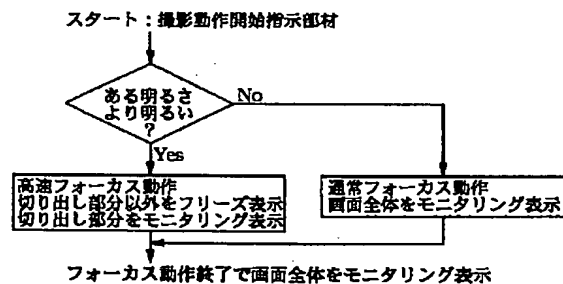 スタート：撮影動作開始指示部材
ある明るさ
より明るい
?
No
Yes
高速フォーカス動作
切り出し部分以外をフリーズ表示
切り出し部分をモニタリング表示
通常フォーカス動作
画面全体をモニタリング表示
フォーカス動作終了で画面全体をモニタリング表示